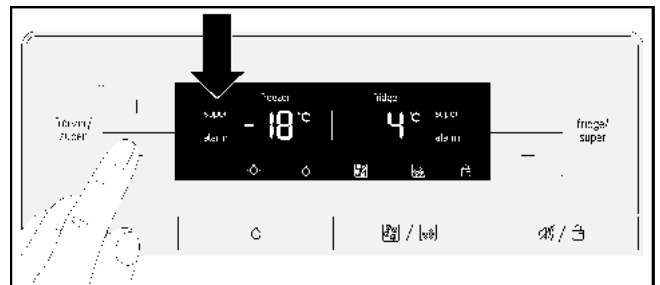 freezer
fridge
super
-18 °C
4 °C
super
alarm
alarm
freezer/
super
fridge/
super
/
/